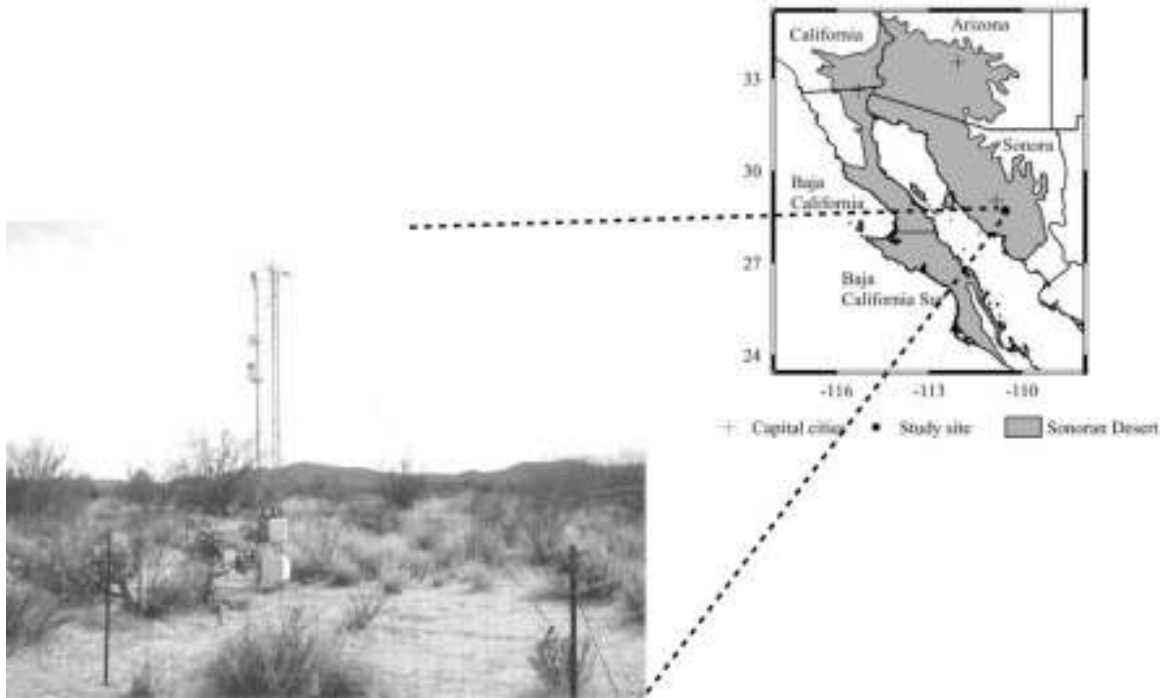 California
Arizona
33
Sonora
30
Baja
California
27
Baja
California Sur
24
-116
-113
-110
Capital cities
Study site
Sonoran Desert